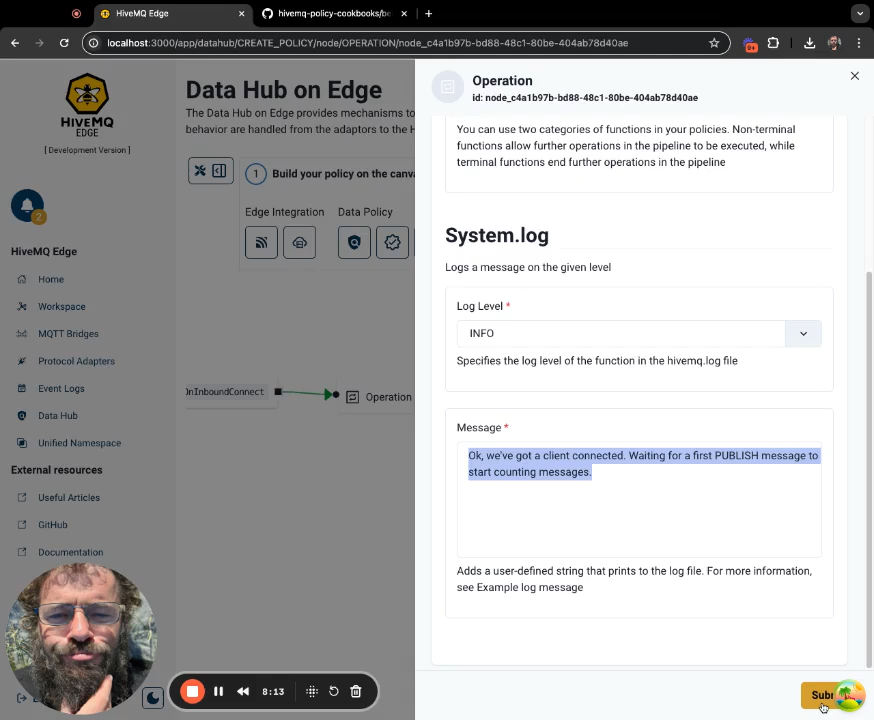 HiveMQ Edge
hivemq-policy-cookbooks/be
localhost:3000/app/datahub/CREATE_POLICY/node/OPERATION/node_c4a1b97b-bd88-48c1-80be-404ab78d40ae
9+
HIVEMQ
EDGE
[ Development Version ]
2
HiveMQ Edge
Home
Workspace
MQTT Bridges
Protocol Adapters
Event Logs
Data Hub
Unified Namespace
External resources
Useful Articles
GitHub
Documentation
Data Hub on Edge
The Data Hub on Edge provides mechanisms to
behavior are handled from the adaptors to the H
1
Build your policy on the canva
Edge Integration
Data Policy
OnInboundConnect
Operation
8:13
Operation
id: node_c4a1b97b-bd88-48c1-80be-404ab78d40ae
You can use two categories of functions in your policies. Non-terminal
functions allow further operations in the pipeline to be executed, while
terminal functions end further operations in the pipeline
System.log
Logs a message on the given level
Log Level *
INFO
Specifies the log level of the function in the hivemq.log file
Message *
Ok, we've got a client connected. Waiting for a first PUBLISH message to
start counting messages.
Adds a user-defined string that prints to the log file. For more information,
see Example log message
Sub